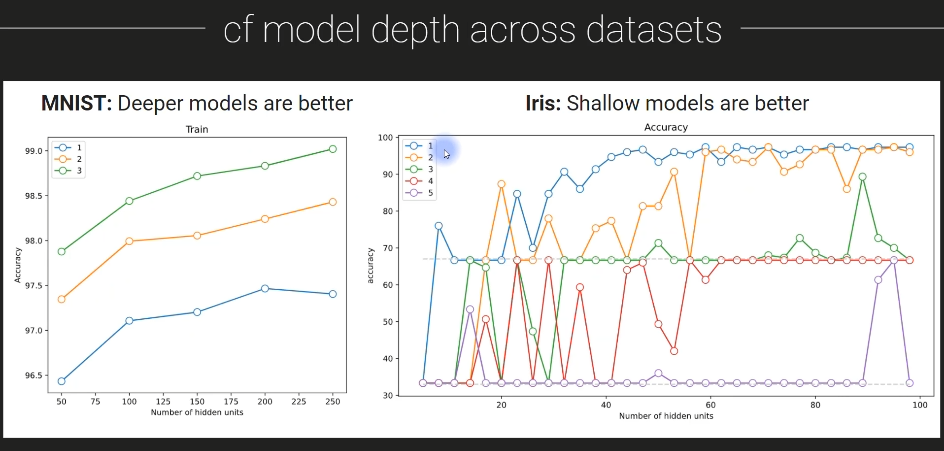 cf model depth across datasets
MNIST: Deeper models are better
Iris: Shallow models are better
Train
1
2
3
99.0
98.5
98.0
97.5
97.0
96.5
Accuracy
50 75 100 125 150 175 200 225 250
Number of hidden units
Accuracy
1
2
3
4
5
100
90
80
70
60
50
40
30
accuracy
20 40 60 80 100
Number of hidden units